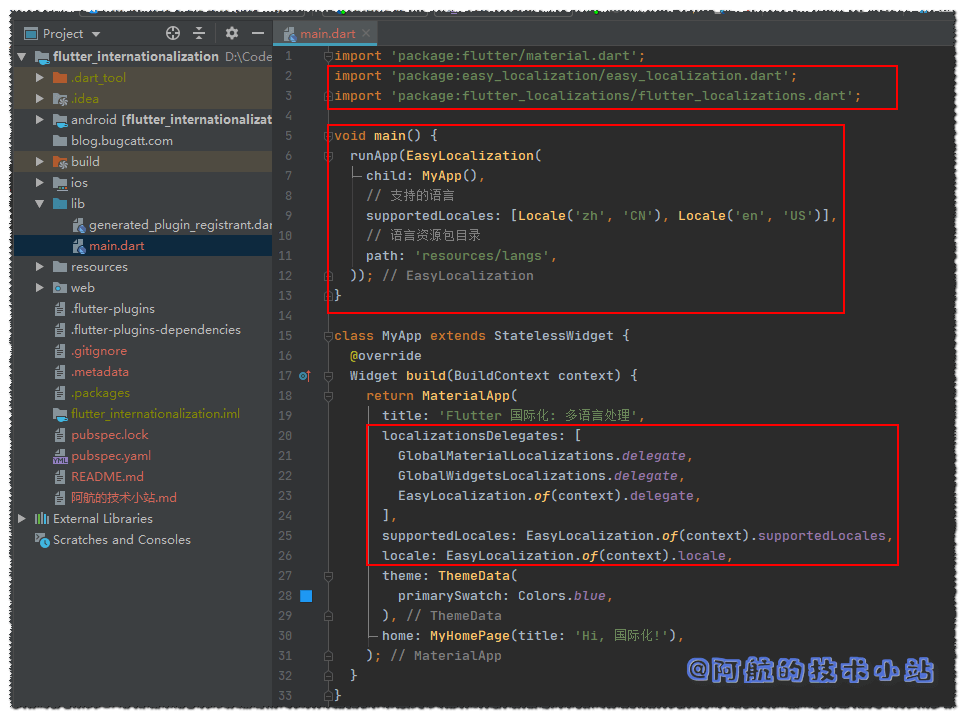 Project
main.dart
flutter_internationalization D:\Code
.dart_tool
.idea
android [flutter_internationalizat
blog.bugcatt.com
build
ios
lib
generated_plugin_registrant.dar
main.dart
resources
web
.flutter-plugins
.flutter-plugins-dependencies
.gitignore
.metadata
.packages
flutter_internationalization.iml
pubspec.lock
pubspec.yaml
README.md
阿航的技术小站.md
External Libraries
Scratches and Consoles
1 import 'package:flutter/material.dart';
2 import 'package:easy_localization/easy_localization.dart';
3 import 'package:flutter_localizations/flutter_localizations.dart';
4
5 void main() {
6 runApp(EasyLocalization(
7 child: MyApp(),
8 // 支持的语言
9 supportedLocales: [Locale('zh', 'CN'), Locale('en', 'US')],
10 // 语言资源包目录
11 path: 'resources/langs',
12 )); // EasyLocalization
13 }
14
15 class MyApp extends StatelessWidget {
16 @override
17 Widget build(BuildContext context) {
18 return MaterialApp(
19 title: 'Flutter 国际化: 多语言处理',
20 localizationsDelegates: [
21 GlobalMaterialLocalizations.delegate,
22 GlobalWidgetsLocalizations.delegate,
23 EasyLocalization.of(context).delegate,
24 ],
25 supportedLocales: EasyLocalization.of(context).supportedLocales,
26 locale: EasyLocalization.of(context).locale,
27 theme: ThemeData(
28 primarySwatch: Colors.blue,
29 ), // ThemeData
30 home: MyHomePage(title: 'Hi, 国际化!'),
31 ); // MaterialApp
32 }
33 }
@阿航的技术小站